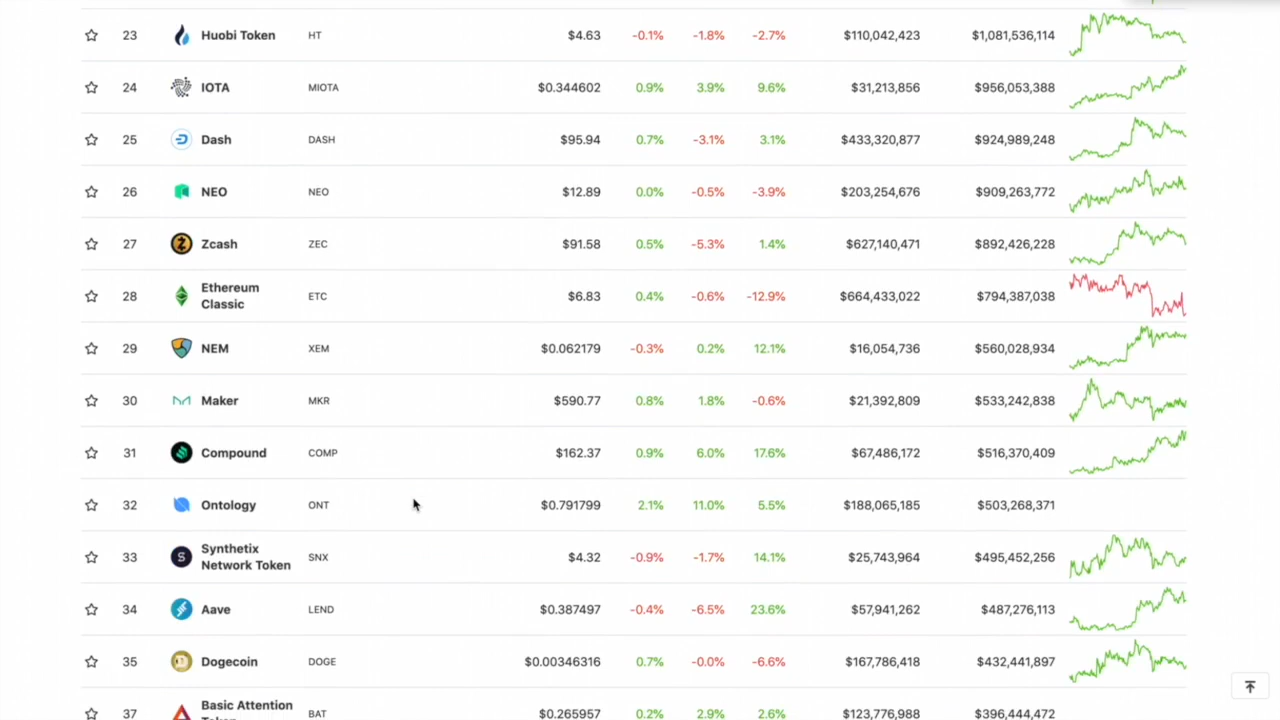 23 Huobi Token HT $4.63 -0.1% -1.8% -2.7% $110,042,423 $1,081,536,114
24 IOTA MIOTA $0.344602 0.9% 3.9% 9.6% $31,213,856 $956,053,388
25 Dash DASH $95.94 0.7% -3.1% 3.1% $433,320,877 $924,989,248
26 NEO NEO $12.89 0.0% -0.5% -3.9% $203,254,676 $909,263,772
27 Zcash ZEC $91.58 0.5% -5.3% 1.4% $627,140,471 $892,426,228
28 Ethereum Classic ETC $6.83 0.4% -0.6% -12.9% $664,433,022 $794,387,038
29 NEM XEM $0.062179 -0.3% 0.2% 12.1% $16,054,736 $560,028,934
30 Maker MKR $590.77 0.8% 1.8% -0.6% $21,392,809 $533,242,838
31 Compound COMP $162.37 0.9% 6.0% 17.6% $67,486,172 $516,370,409
32 Ontology ONT $0.791799 2.1% 11.0% 5.5% $188,065,185 $503,268,371
33 Synthetix Network Token SNX $4.32 -0.9% -1.7% 14.1% $25,743,964 $495,452,256
34 Aave LEND $0.387497 -0.4% -6.5% 23.6% $57,941,262 $487,276,113
35 Dogecoin DOGE $0.00346316 0.7% -0.0% -6.6% $167,786,418 $432,441,897
37 Basic Attention Token BAT $0.265957 0.2% 2.9% 2.6% $123,776,988 $396,444,472